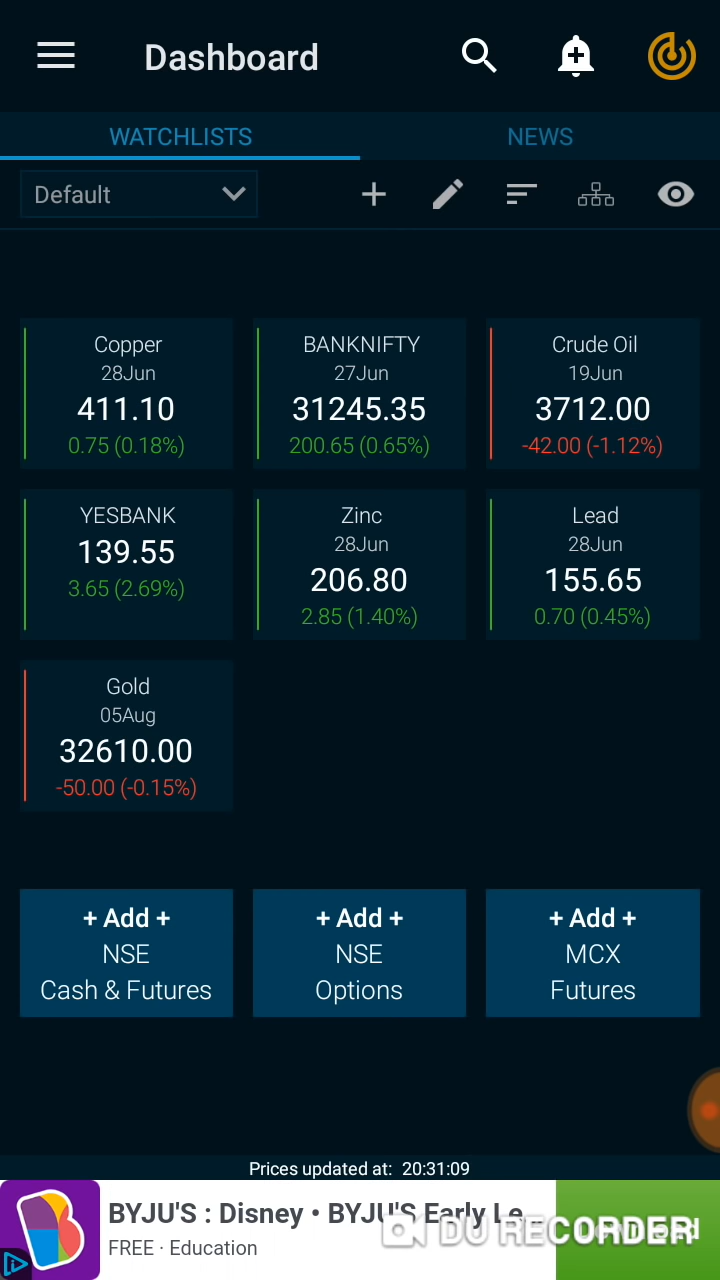 Dashboard
WATCHLISTS
NEWS
Default
Copper
28Jun
411.10
0.75 (0.18%)
BANKNIFTY
27Jun
31245.35
200.65 (0.65%)
Crude Oil
19Jun
3712.00
-42.00 (-1.12%)
YESBANK
139.55
3.65 (2.69%)
Zinc
28Jun
206.80
2.85 (1.40%)
Lead
28Jun
155.65
0.70 (0.45%)
Gold
05Aug
32610.00
-50.00 (-0.15%)
+ Add +
NSE
Cash & Futures
+ Add +
NSE
Options
+ Add +
MCX
Futures
Prices updated at: 20:31:09
BYJU'S : Disney • BYJU'S Early Le...
FREE · Education
DU RECORDER